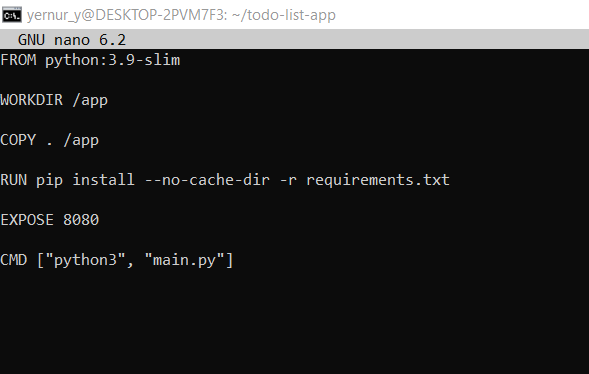 yernur_y@DESKTOP-2PVM7F3: ~/todo-list-app
GNU nano 6.2
FROM python:3.9-slim
WORKDIR /app
COPY . /app
RUN pip install --no-cache-dir -r requirements.txt
EXPOSE 8080
CMD ["python3", "main.py"]